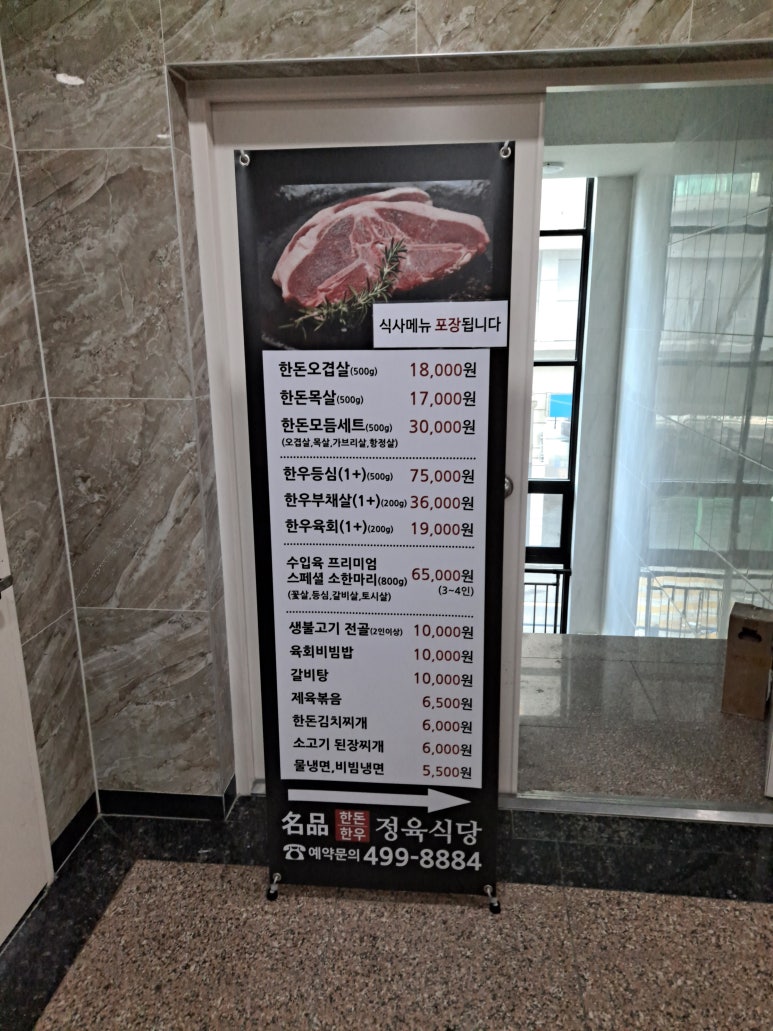 식사메뉴 포장됩니다
한돈오겹살(500g) 18,000원
한돈목살(500g) 17,000원
한돈모듬세트(500g) 30,000원
(오겹살,목살,가브리살,항정살)
한우등심(1+)(500g) 75,000원
한우부채살(1+)(200g) 36,000원
한우육회(1+)(200g) 19,000원
수입육 프리미엄
스페셜 소한마리(800g) 65,000원
(꽃살,등심,갈비살,토시살) (3~4인)
생불고기 전골(2인이상) 10,000원
육회비빔밥 10,000원
갈비탕 10,000원
제육볶음 6,500원
한돈김치찌개 6,000원
소고기 된장찌개 6,000원
물냉면,비빔냉면 5,500원
名品 한돈 한우 정육식당
☎예약문의 499-8884